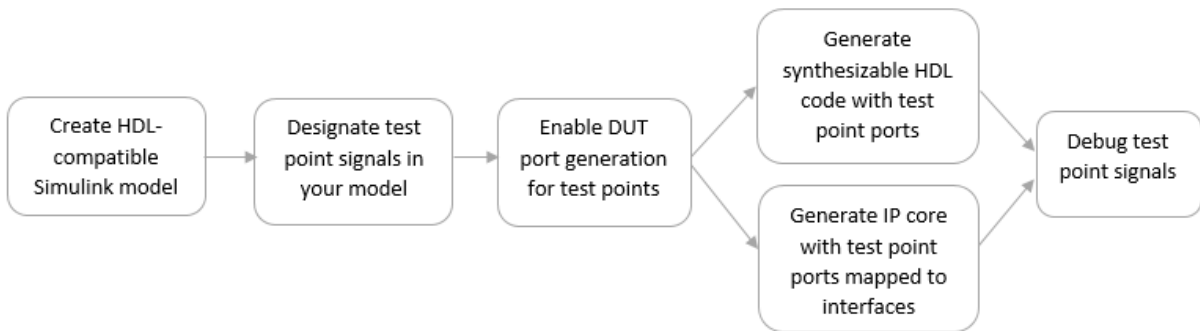 Create HDL-
compatible
Simulink model
Designate test
point signals in
your model
Enable DUT
port generation
for test points
Generate
synthesizable HDL
code with test
point ports
Generate IP core
with test point
ports mapped to
interfaces
Debug test
point signals